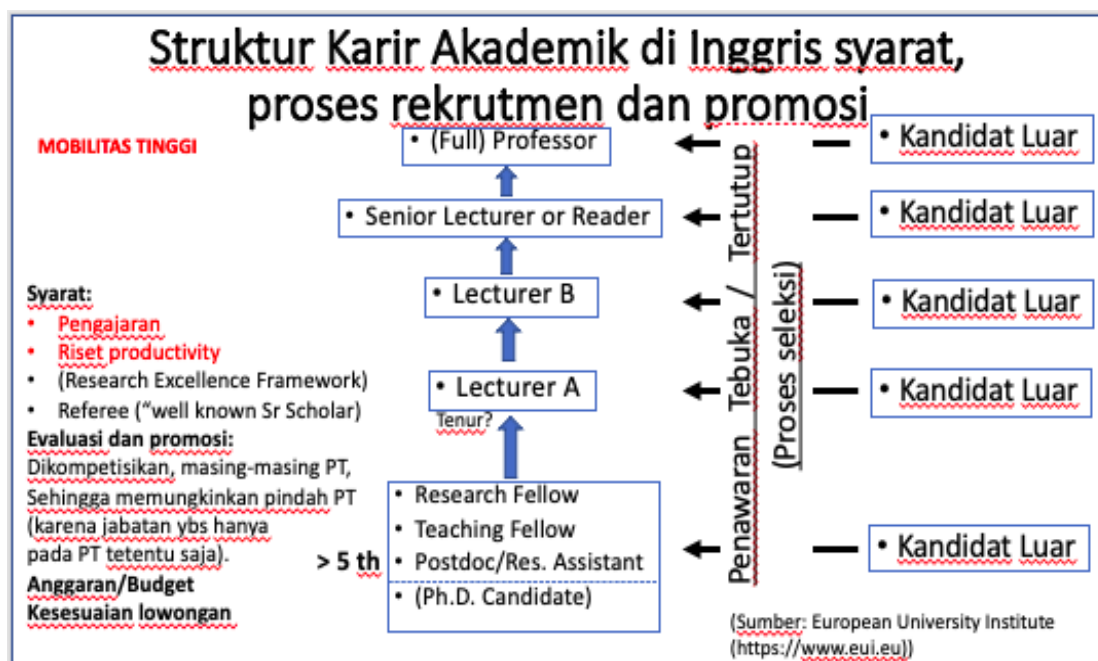 Struktur Karir Akademik di Inggris syarat,
proses rekrutmen dan promosi
MOBILITAS TINGGI
• (Full) Professor
• Senior Lecturer or Reader
• Lecturer B
• Lecturer A
Tenur?
• Research Fellow
• Teaching Fellow
• Postdoc/Res. Assistant
• (Ph.D. Candidate)
> 5 th
Syarat:
• Pengajaran
• Riset productivity
• (Research Excellence Framework)
• Referee (“well known Sr Scholar)
Evaluasi dan promosi:
Dikompetisikan, masing-masing PT,
Sehingga memungkinkan pindah PT
(karena jabatan ybs hanya
pada PT tetentu saja).
Anggaran/Budget
Kesesuaian lowongan
Penawaran Tebuka / Tertutup
(Proses seleksi)
• Kandidat Luar
• Kandidat Luar
• Kandidat Luar
• Kandidat Luar
• Kandidat Luar
(Sumber: European University Institute
(https://www.eui.eu))